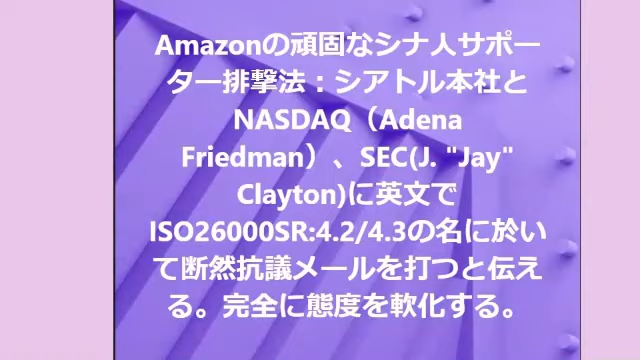 Amazonの頑固なシナ人サポー
ター排撃法：シアトル本社と
NASDAQ（Adena
Friedman）、SEC(J. "Jay"
Clayton)に英文で
ISO26000SR:4.2/4.3の名に於い
て断然抗議メールを打つと伝え
る。完全に態度を軟化する。